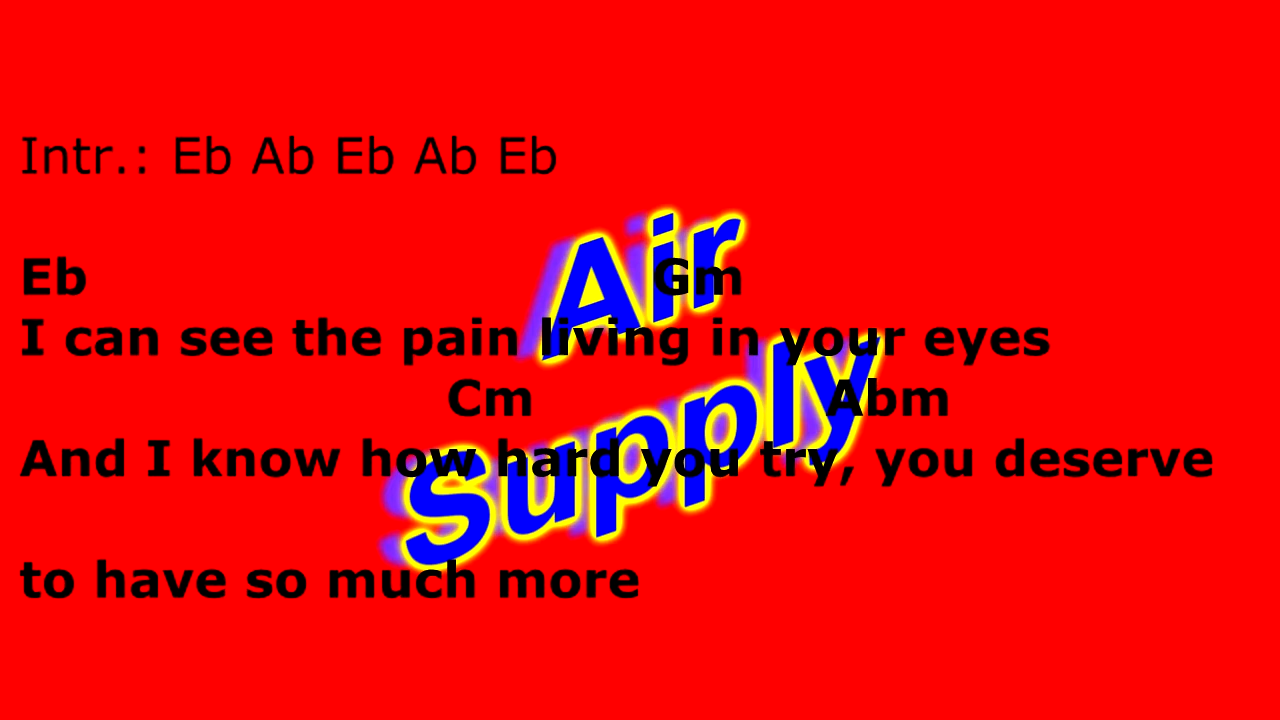 Intr.: Eb Ab Eb Ab Eb
Air
Eb Gm
I can see the pain living in your eyes
Supply
Cm Abm
And I know how hard you try, you deserve
to have so much more